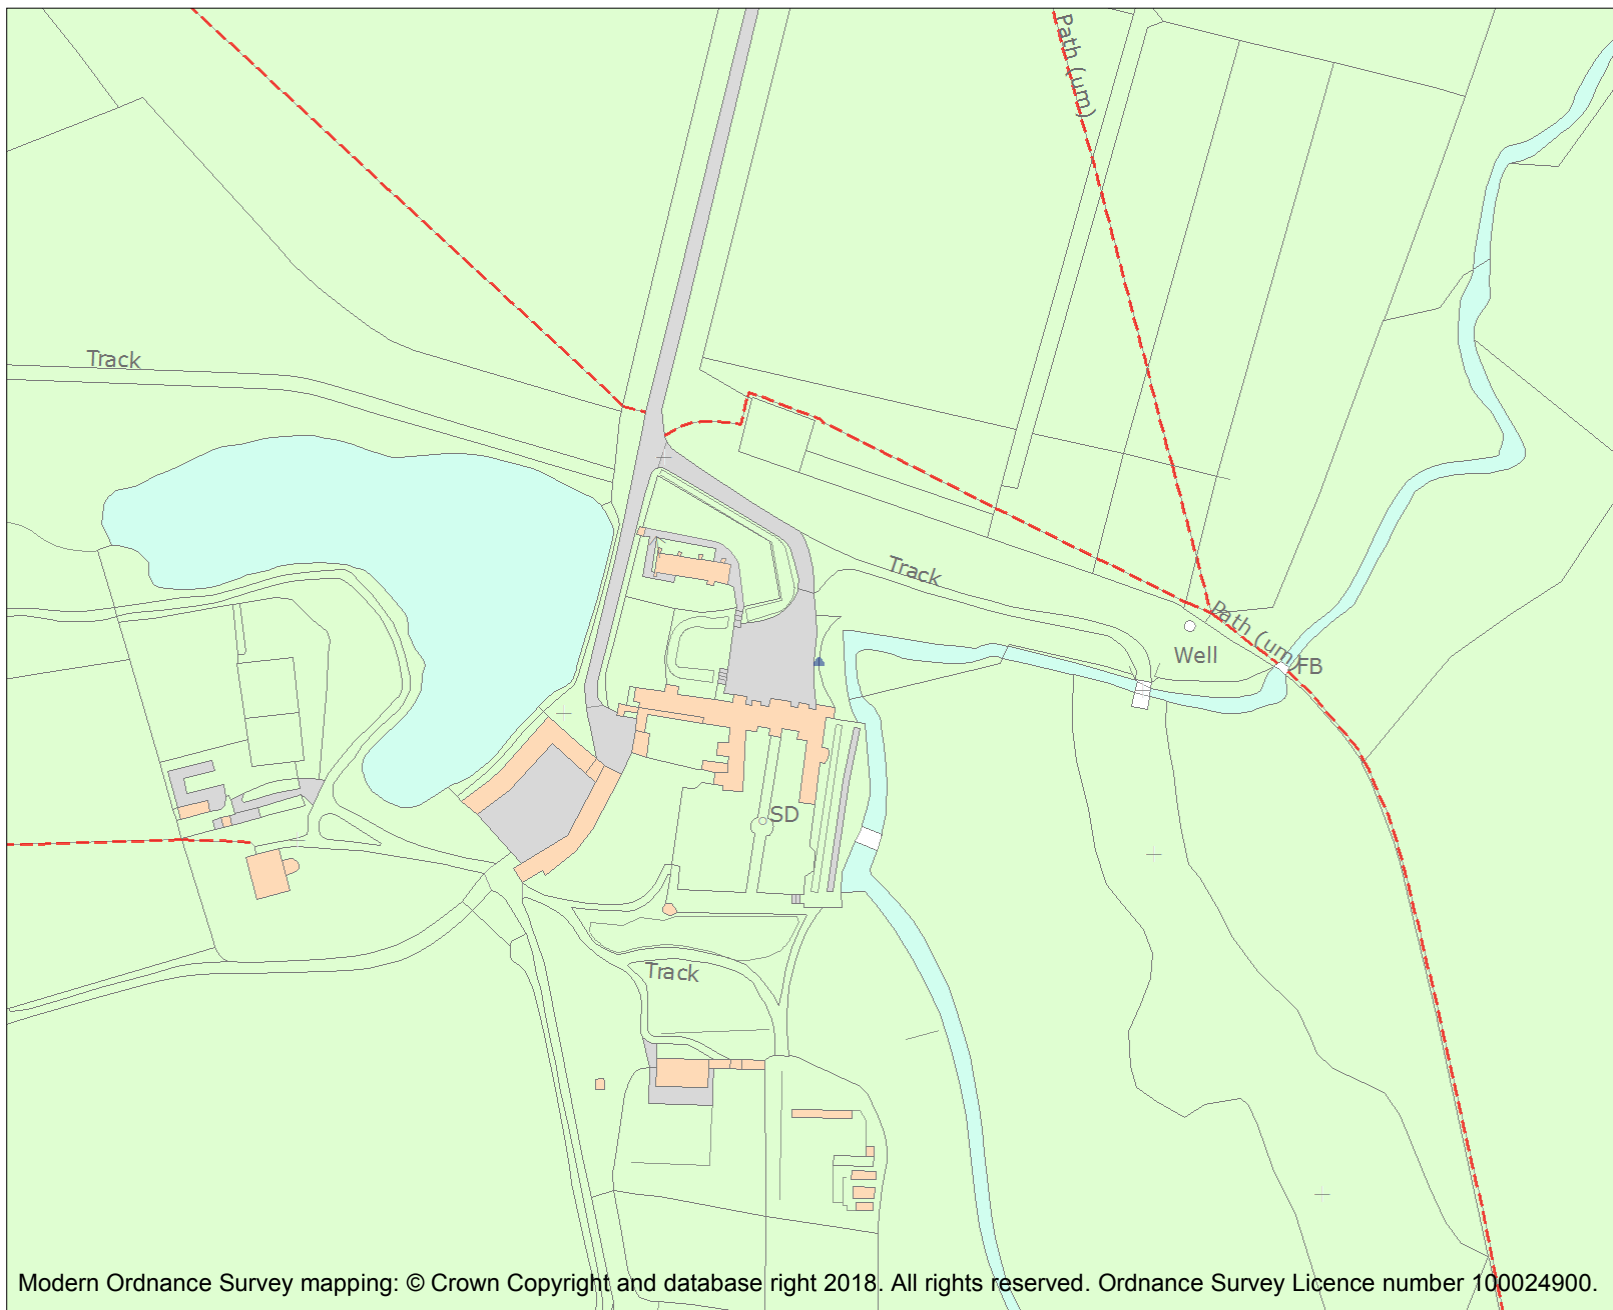 Path (um)
Track
Track
Path (um)
Well
FB
SD
Track
Modern Ordnance Survey mapping: © Crown Copyright and database right 2018. All rights reserved. Ordnance Survey Licence number 100024900.